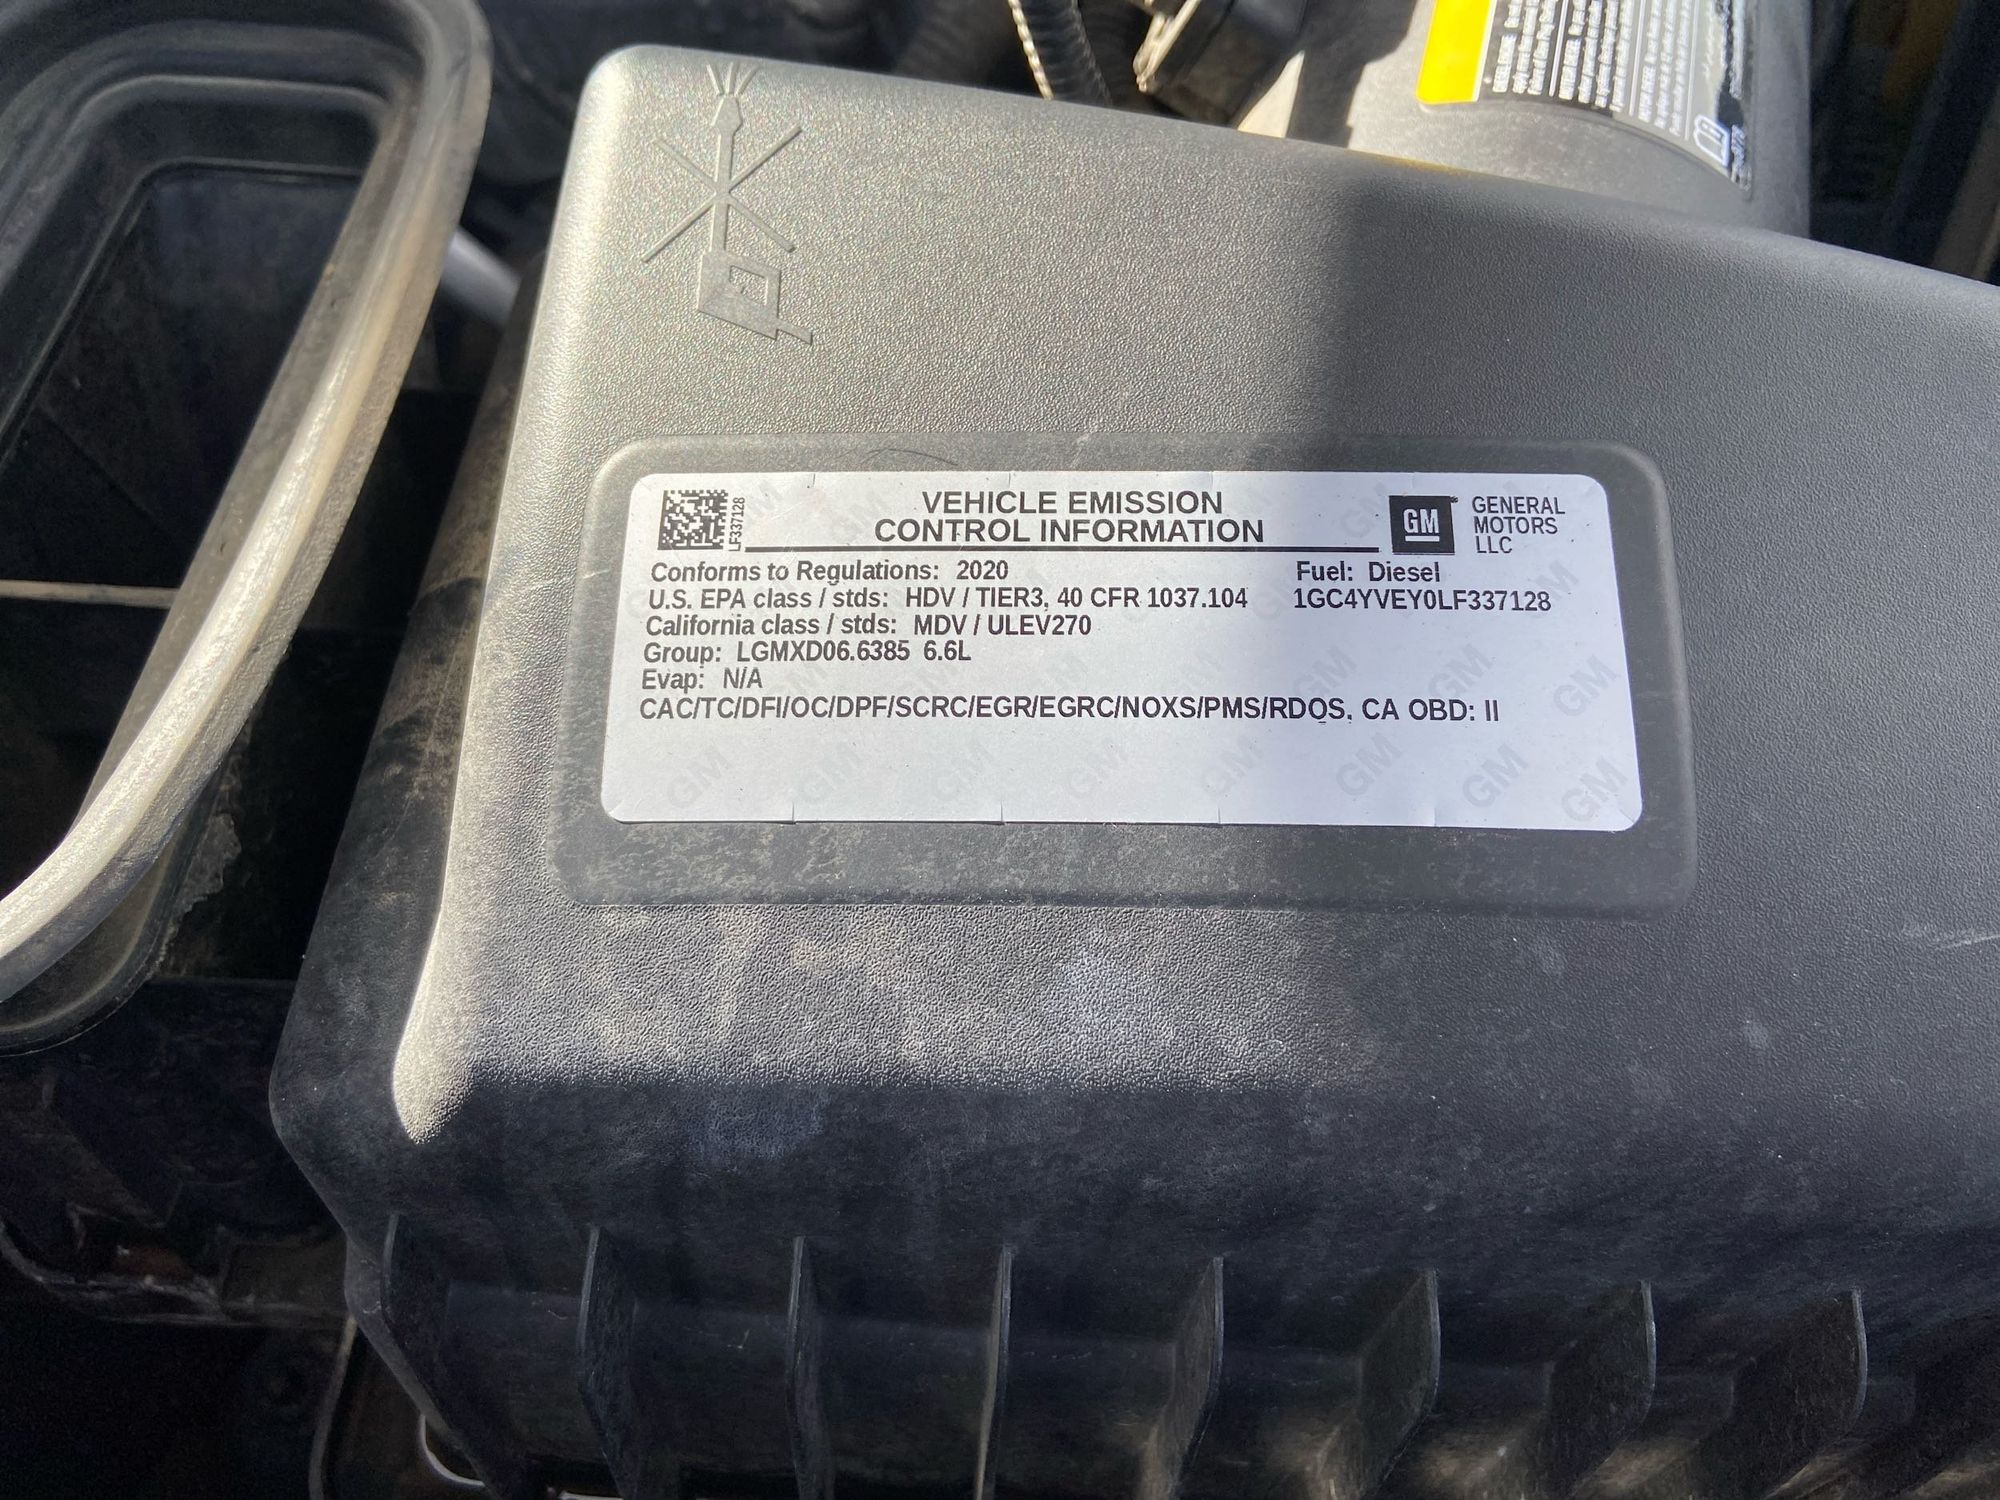 LF337128
VEHICLE EMISSION
CONTROL INFORMATION
GM
GENERAL
MOTORS
LLC
Conforms to Regulations: 2020
Fuel: Diesel
U.S. EPA class / stds: HDV / TIER3, 40 CFR 1037.104
1GC4YVEY0LF337128
California class / stds: MDV / ULEV270
Group: LGMXD06.6385 6.6L
Evap: N/A
CAC/TC/DFI/OC/DPF/SCRC/EGR/EGRC/NOXS/PMS/RDQS, CA OBD: II